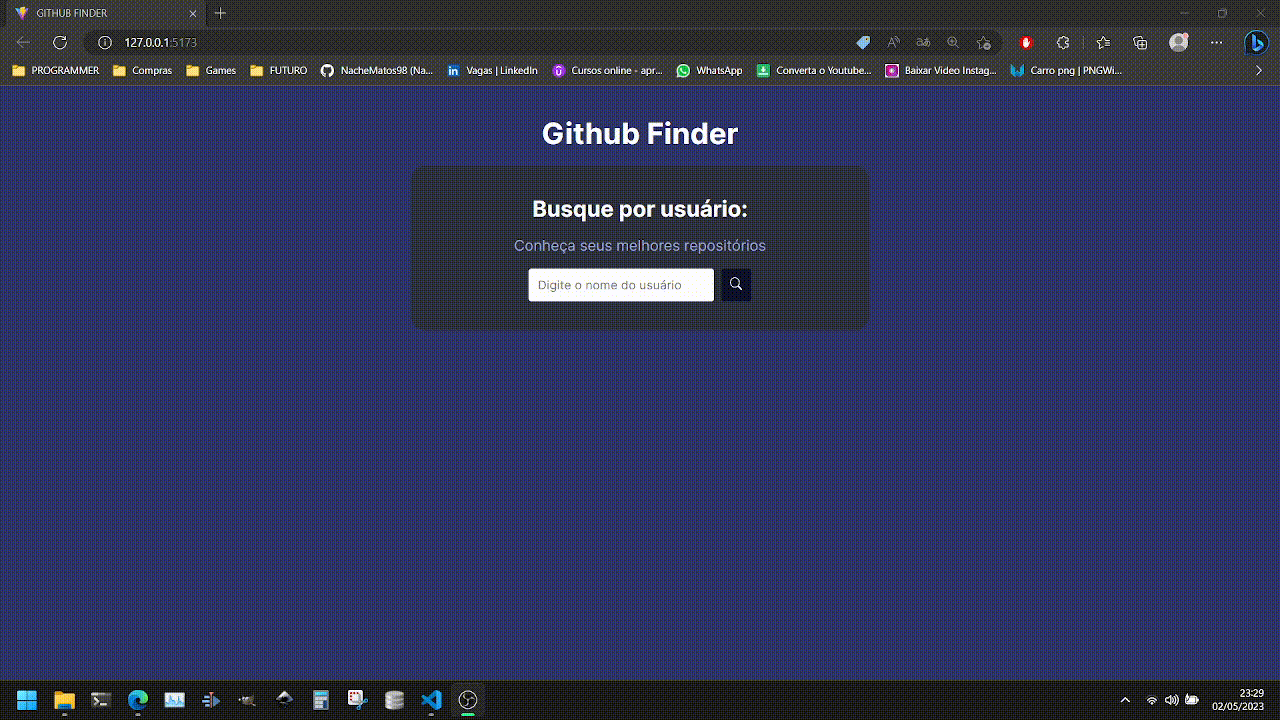 GITHUB FINDER
127.0.0.1:5173
PROGRAMMER
Compras
Games
FUTURO
NacheMatos98 (Na...
Vagas | LinkedIn
Cursos online - apr...
WhatsApp
Converta o Youtube...
Baixar Video Instag...
Carro png | PNGWi...
Github Finder
Busque por usuário:
Conheça seus melhores repositórios
Digite o nome do usuário
23:29
02/05/2023